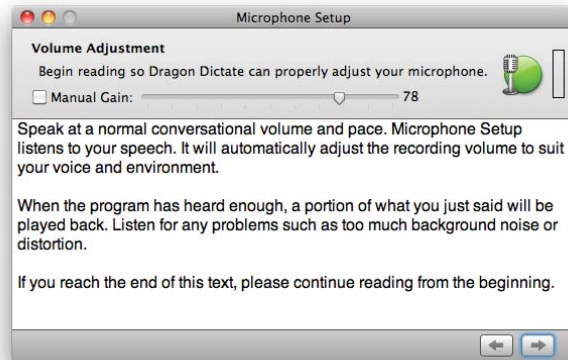 Microphone Setup
Volume Adjustment
Begin reading so Dragon Dictate can properly adjust your microphone.
Manual Gain: 78
Speak at a normal conversational volume and pace. Microphone Setup
listens to your speech. It will automatically adjust the recording volume to suit
your voice and environment.
When the program has heard enough, a portion of what you just said will be
played back. Listen for any problems such as too much background noise or
distortion.
If you reach the end of this text, please continue reading from the beginning.